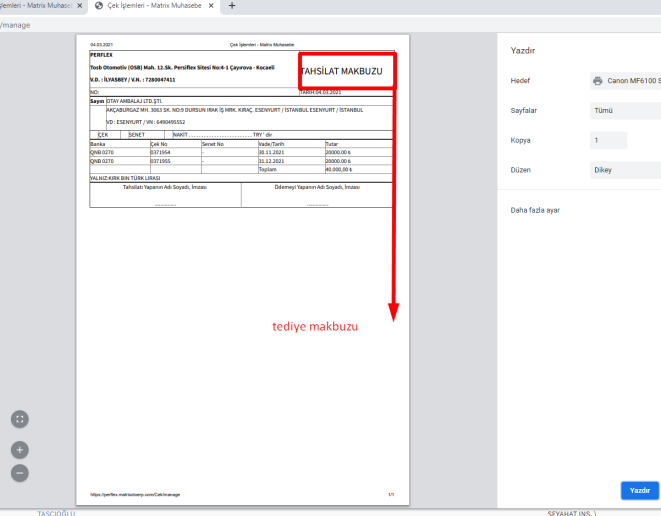 İşlemleri - Matrix Muhaseb
Çek İşlemleri - Matrix Muhasebe
/manage
04.03.2021
Çek İşlemleri - Matrix Muhasebe
PERFLEX
Tosb Otomotiv (OSB) Mah. 12.Sk. Persiflex Sitesi No:4-1 Çayırova - Kocaeli
V.D. : İLYASBEY / V.N. : 7280047411
TAHSİLAT MAKBUZU
NO:
TARİH:04.03.2021
Sayın OTAY AMBALAJ LTD.ŞTİ.
AKÇABURGAZ MH. 3063 SK. NO:9 DURSUN IRAK İŞ MRK. KIRAÇ. ESENYURT / İSTANBUL ESENYURT / İSTANBUL
VD : ESENYURT / VN : 6490495552
ÇEK SENET NAKİT............................TRY' dir
Banka Çek No Senet No Vade/Tarih Tutar
QNB 0270 0371954 - 30.11.2021 20000.00 ₺
QNB 0270 0371955 - 31.12.2021 20000.00 ₺
Toplam 40.000,00 ₺
YALNIZ:KIRK BIN TÜRK LIRASI
Tahsilatı Yapanın Adı Soyadı, İmzası Ödemeyi Yapanın Adı Soyadı, İmzası
.................. ..................
tediye makbuzu
https://perflex.matrixöerp.com/Cek/manage
1/1
Yazdır
Hedef Canon MF6100 S
Sayfalar Tümü
Kopya 1
Düzen Dikey
Daha fazla ayar
Yazdır
TAŞCIOĞLU
SEYAHAT INS. )